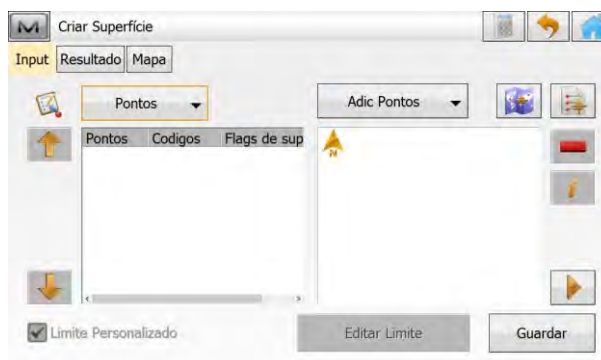 Criar Superfície
Input Resultado Mapa
Pontos Adic Pontos
Pontos Codigos Flags de sup
N
Limite Personalizado Editar Limite Guardar